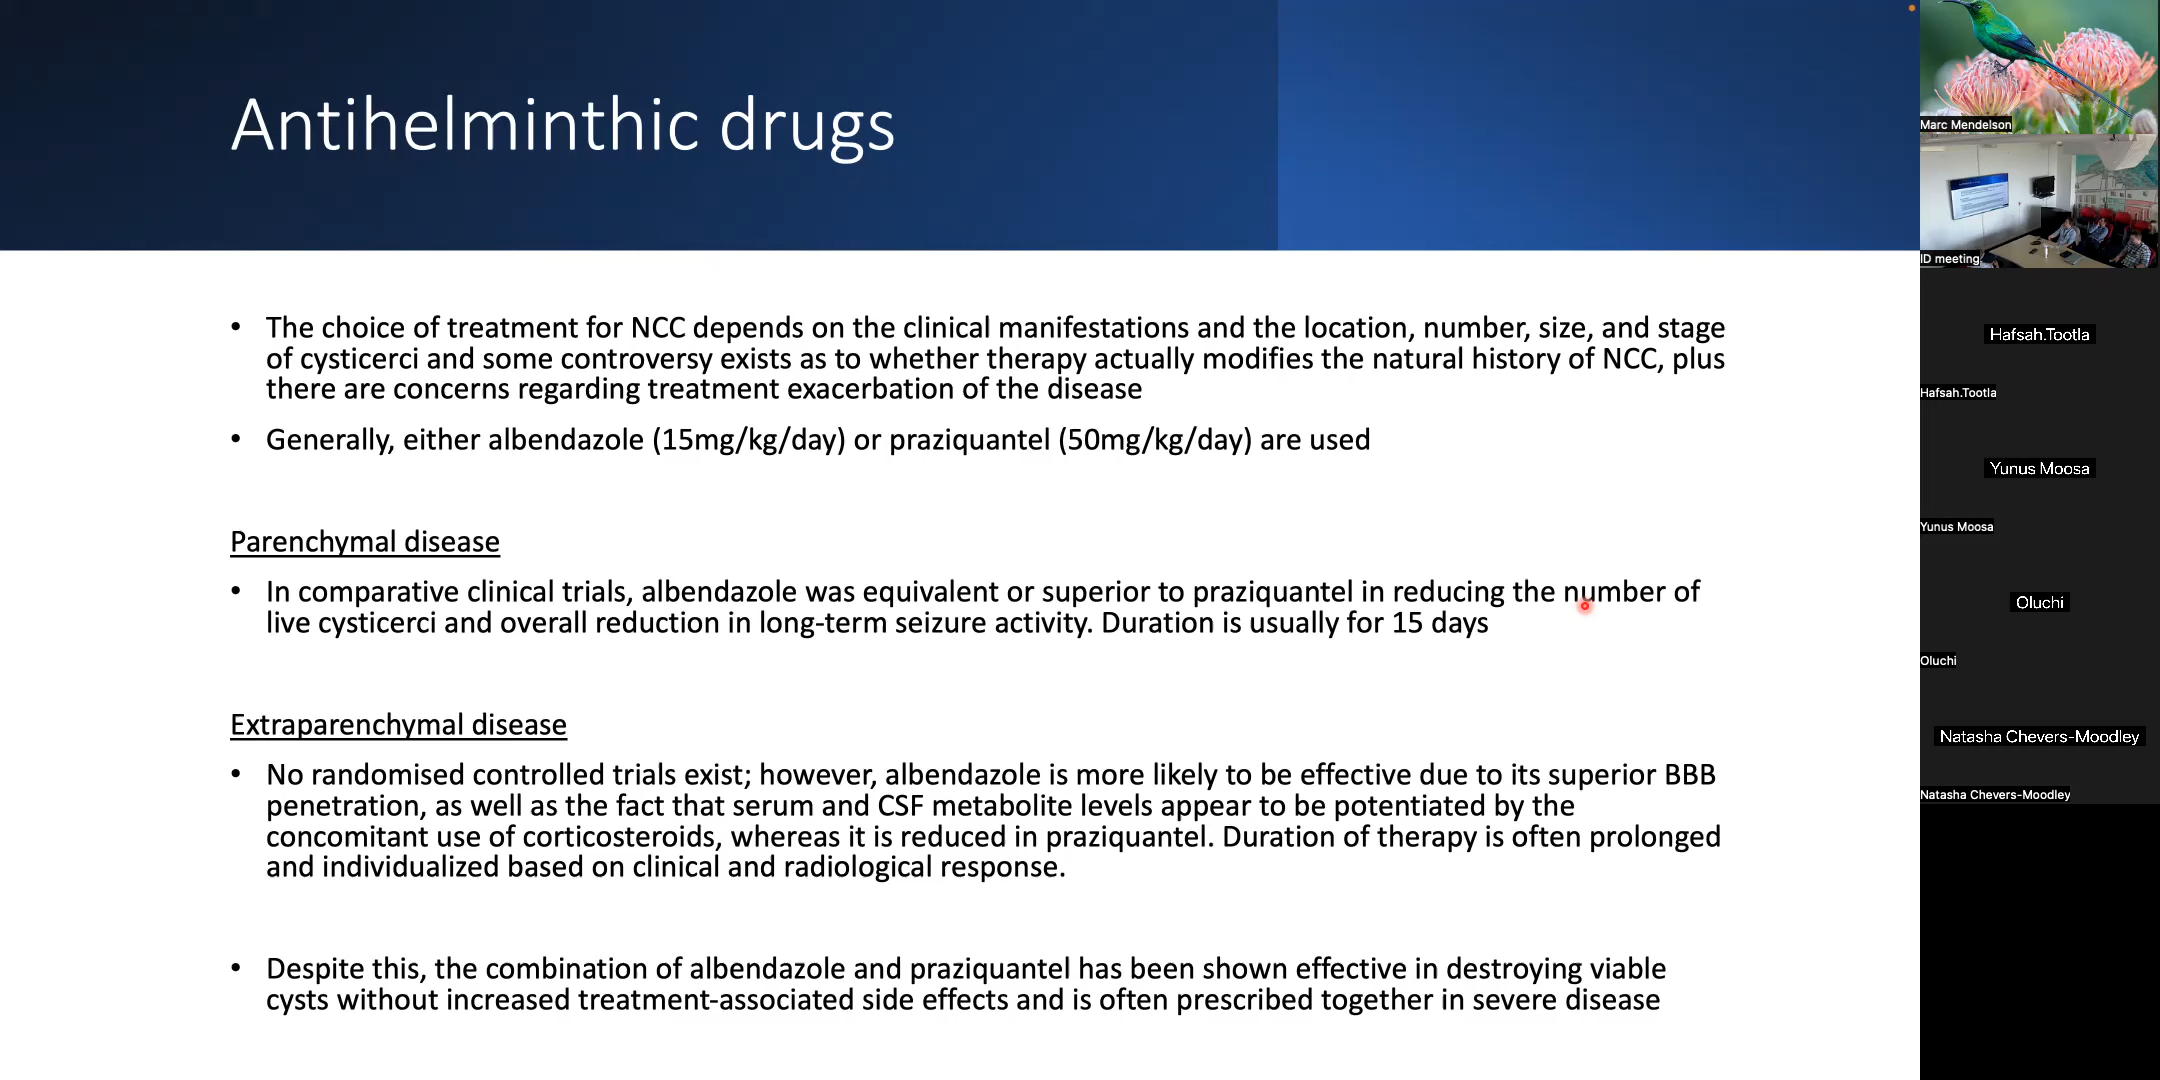 Antihelminthic drugs
• The choice of treatment for NCC depends on the clinical manifestations and the location, number, size, and stage
of cysticerci and some controversy exists as to whether therapy actually modifies the natural history of NCC, plus
there are concerns regarding treatment exacerbation of the disease
• Generally, either albendazole (15mg/kg/day) or praziquantel (50mg/kg/day) are used
Parenchymal disease
• In comparative clinical trials, albendazole was equivalent or superior to praziquantel in reducing the number of
live cysticerci and overall reduction in long-term seizure activity. Duration is usually for 15 days
Extraparenchymal disease
• No randomised controlled trials exist; however, albendazole is more likely to be effective due to its superior BBB
penetration, as well as the fact that serum and CSF metabolite levels appear to be potentiated by the
concomitant use of corticosteroids, whereas it is reduced in praziquantel. Duration of therapy is often prolonged
and individualized based on clinical and radiological response.
• Despite this, the combination of albendazole and praziquantel has been shown effective in destroying viable
cysts without increased treatment-associated side effects and is often prescribed together in severe disease
Marc Mendelson
ID meeting
Hafsah.Tootla
Hafsah.Tootla
Yunus Moosa
Yunus Moosa
Oluchi
Oluchi
Natasha Chevers-Moodley
Natasha Chevers-Moodley